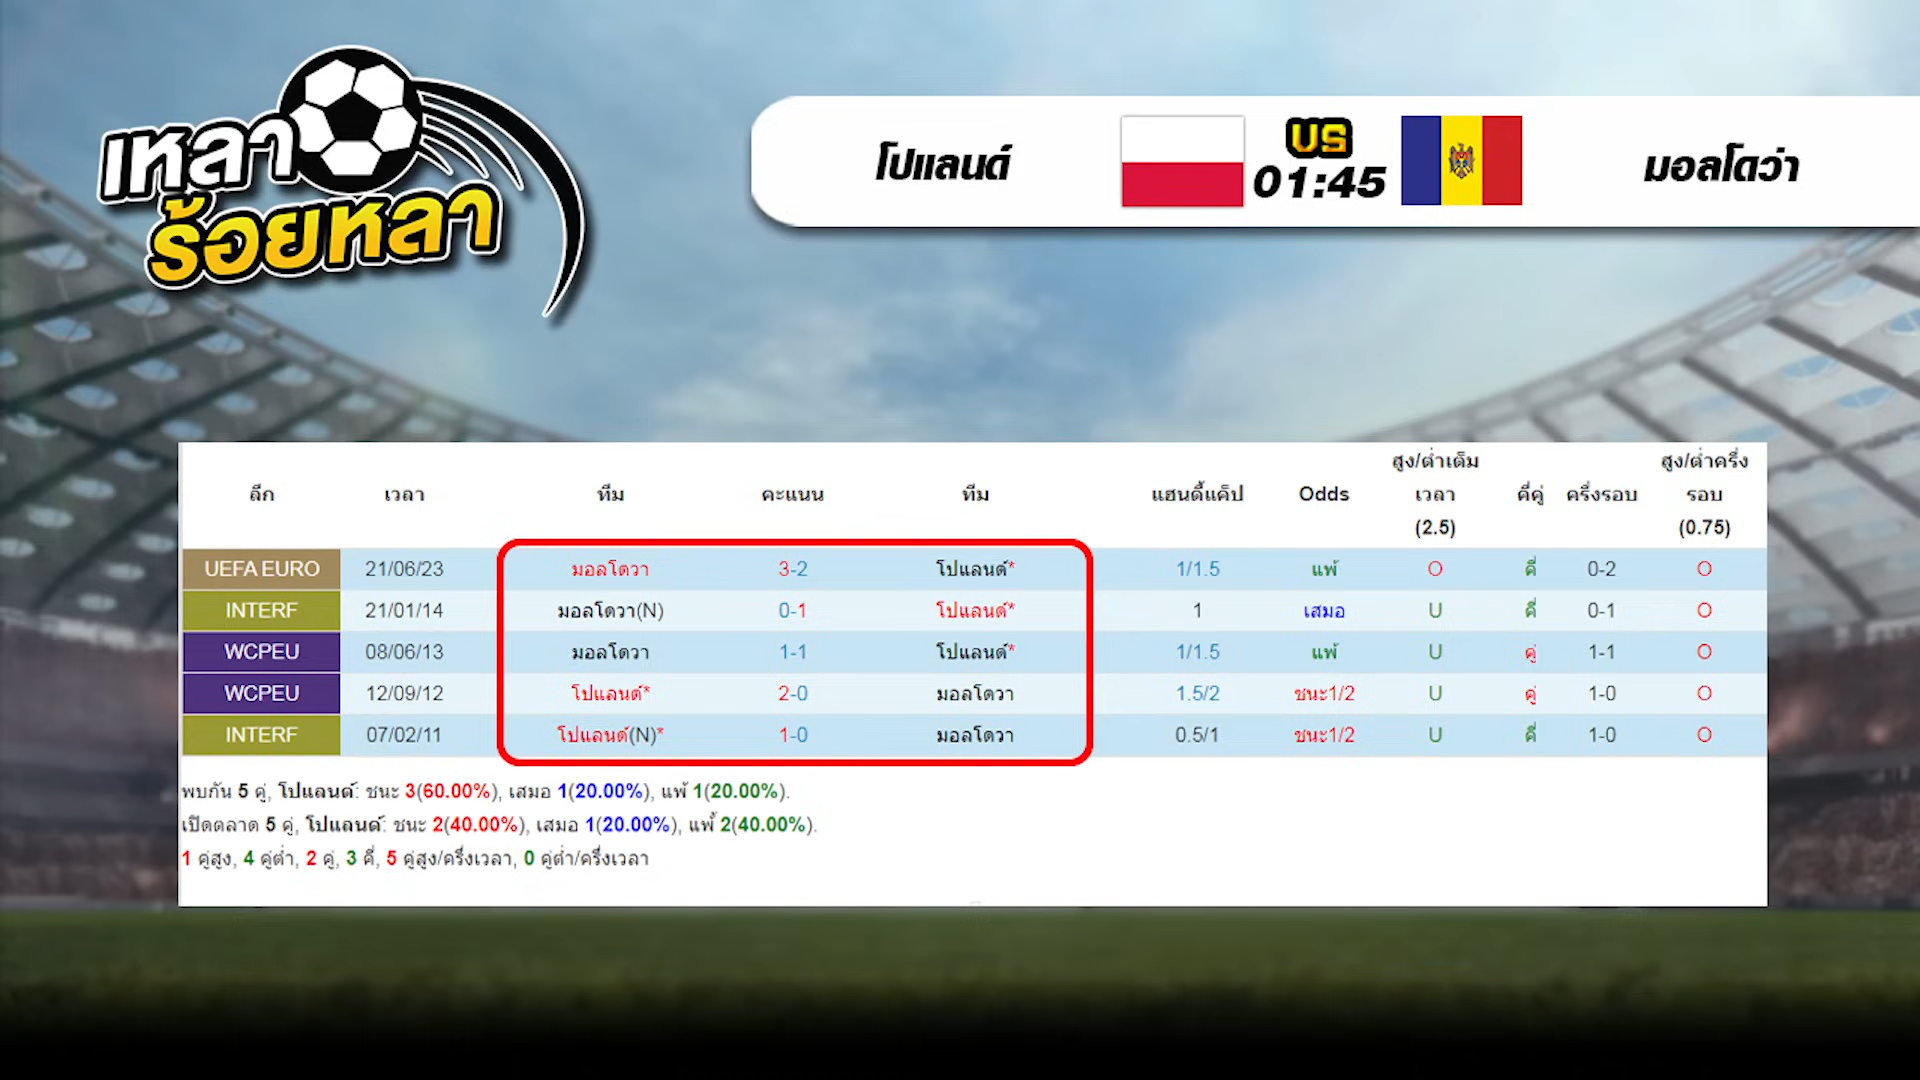 เหลา
ร้อยหลา
โปแลนด์ VS มอลโดว่า
01:45
ลีก เวลา ทีม คะแนน ทีม แฮนดี้แค็ป Odds สูง/ต่ำเต็มเวลา (2.5) คี่คู่ ครึ่งรอบ สูง/ต่ำครึ่งรอบ (0.75)
UEFA EURO 21/06/23 มอลโดวา 3-2 โปแลนด์* 1/1.5 แพ้ O คี่ 0-2 O
INTERF 21/01/14 มอลโดวา(N) 0-1 โปแลนด์* 1 เสมอ U คี่ 0-1 O
WCPEU 08/06/13 มอลโดวา 1-1 โปแลนด์* 1/1.5 แพ้ U คู่ 1-1 O
WCPEU 12/09/12 โปแลนด์* 2-0 มอลโดวา 1.5/2 ชนะ1/2 U คู่ 1-0 O
INTERF 07/02/11 โปแลนด์(N)* 1-0 มอลโดวา 0.5/1 ชนะ1/2 U คี่ 1-0 O
พบกัน 5 คู่, โปแลนด์: ชนะ 3(60.00%), เสมอ 1(20.00%), แพ้ 1(20.00%).
เปิดตลาด 5 คู่, โปแลนด์: ชนะ 2(40.00%), เสมอ 1(20.00%), แพ้ 2(40.00%).
1 คู่สูง, 4 คู่ต่ำ, 2 คู่, 3 คี่, 5 คู่สูง/ครึ่งเวลา, 0 คู่ต่ำ/ครึ่งเวลา